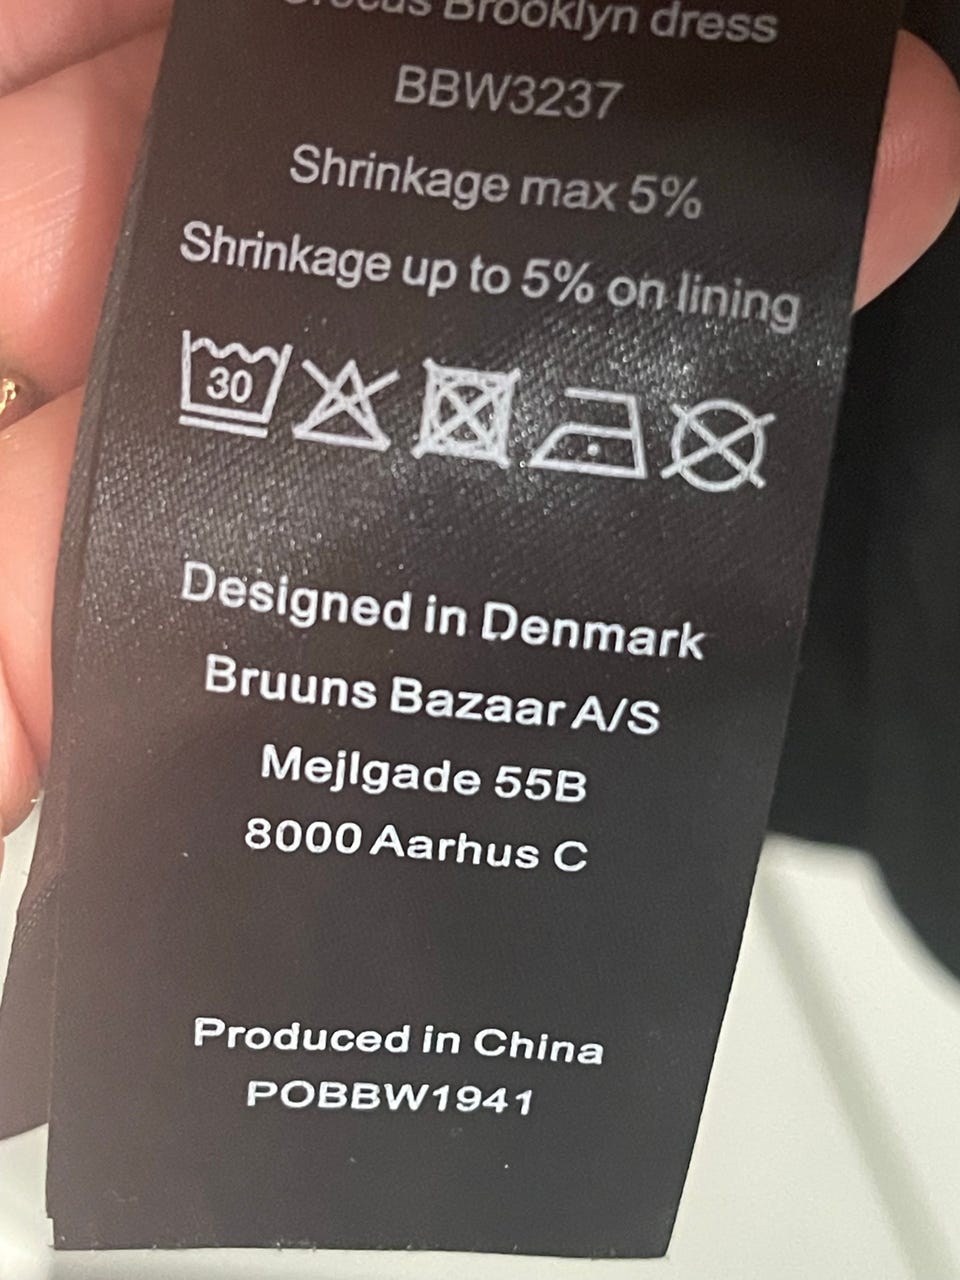 Crocus Brooklyn dress
BBW3237
Shrinkage max 5%
Shrinkage up to 5% on lining
30
Designed in Denmark
Bruuns Bazaar A/S
Mejlgade 55B
8000 Aarhus C
Produced in China
POBBW1941